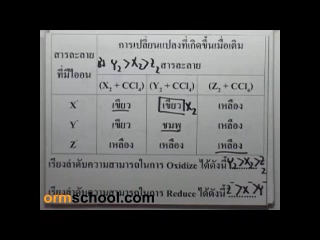 การเปลี่ยนแปลงที่เกิดขึ้นเมื่อเติม
สารละลาย Y₂ > X₂ > Z₂ สารละลาย
ที่มีไอออน (X₂ + CCl₄) (Y₂ + CCl₄) (Z₂ + CCl₄)
X⁻ เขียว เขียว X₂ เหลือง
Y⁻ เขียว ชมพู เหลือง
Z⁻ เหลือง เหลือง เหลือง
เรียงลำดับความสามารถในการ Oxidize ได้ดังนี้ Y₂ > X₂ > Z₂
เรียงลำดับความสามารถในการ Reduce ได้ดังนี้ Z⁻ > X⁻ > Y⁻
ormschool.com